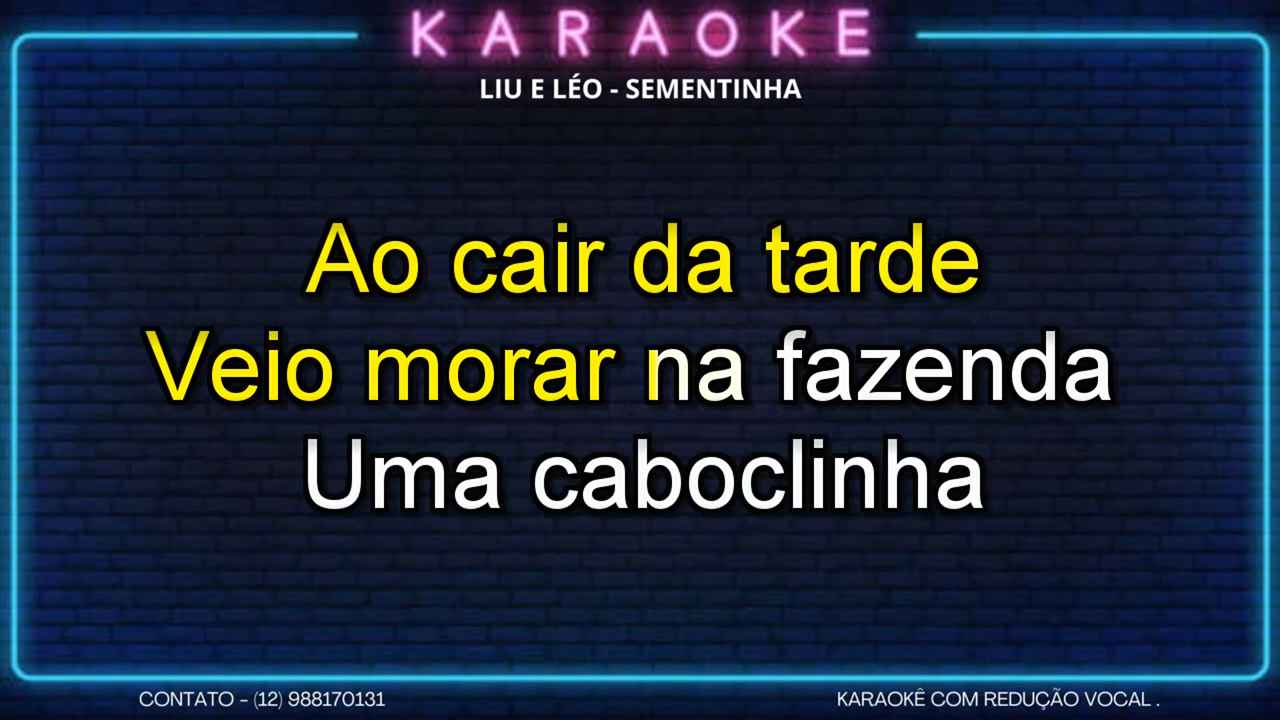 KARAOKE
LIU E LÉO - SEMENTINHA
Ao cair da tarde
Veio morar na fazenda
Uma caboclinha
CONTATO - (12) 988170131
KARAOKÊ COM REDUÇÃO VOCAL .